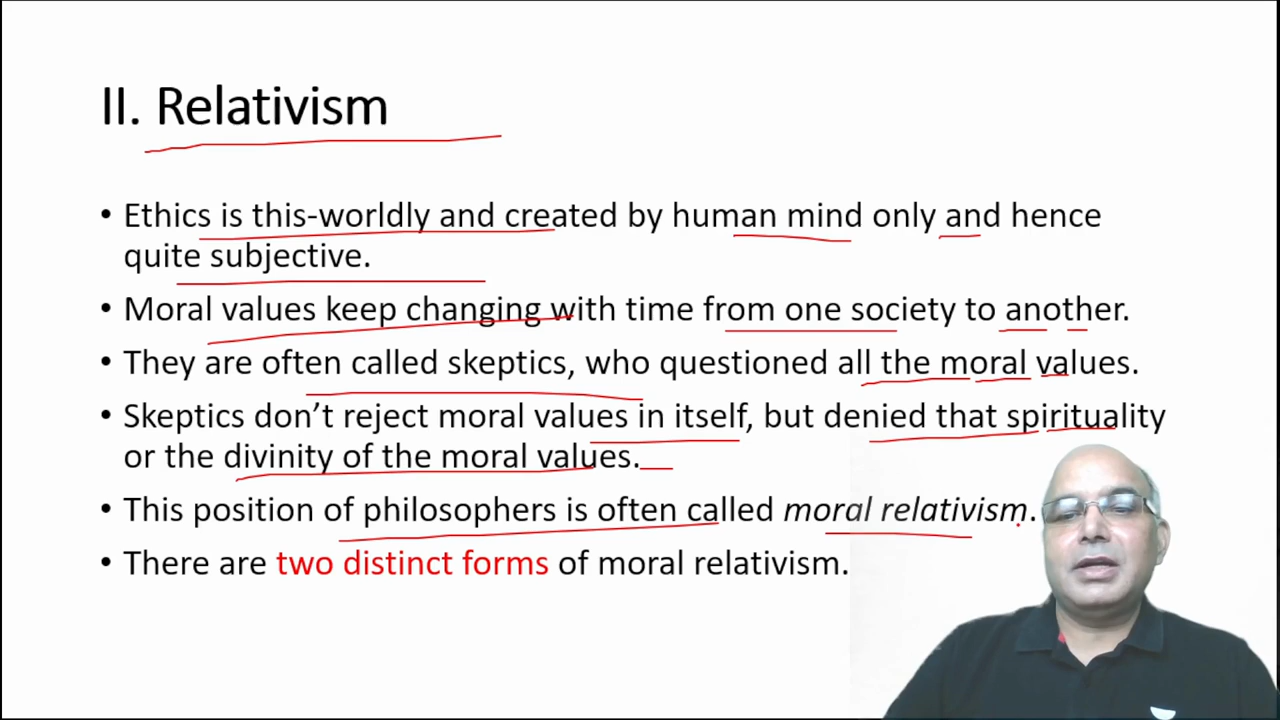 II. Relativism
• Ethics is this-worldly and created by human mind only and hence
quite subjective.
• Moral values keep changing with time from one society to another.
• They are often called skeptics, who questioned all the moral values.
• Skeptics don’t reject moral values in itself, but denied that spirituality
or the divinity of the moral values.
• This position of philosophers is often called moral relativism.
• There are two distinct forms of moral relativism.